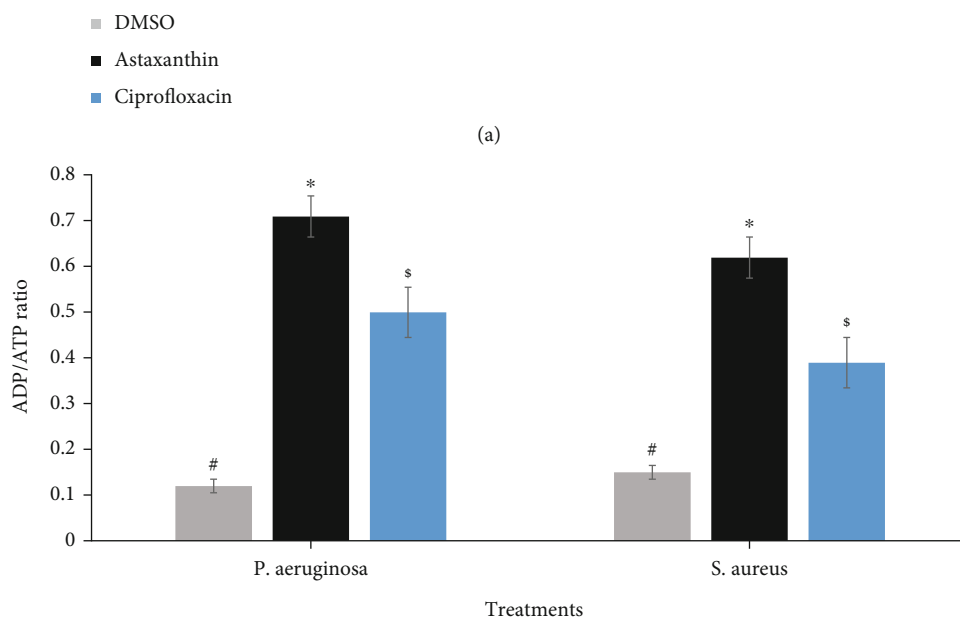 DMSO
Astaxanthin
Ciprofloxacin
(a)
0.8
0.7
0.6
0.5
0.4
0.3
0.2
0.1
0
ADP/ATP ratio
#
*
$
#
*
$
P. aeruginosa
S. aureus
Treatments